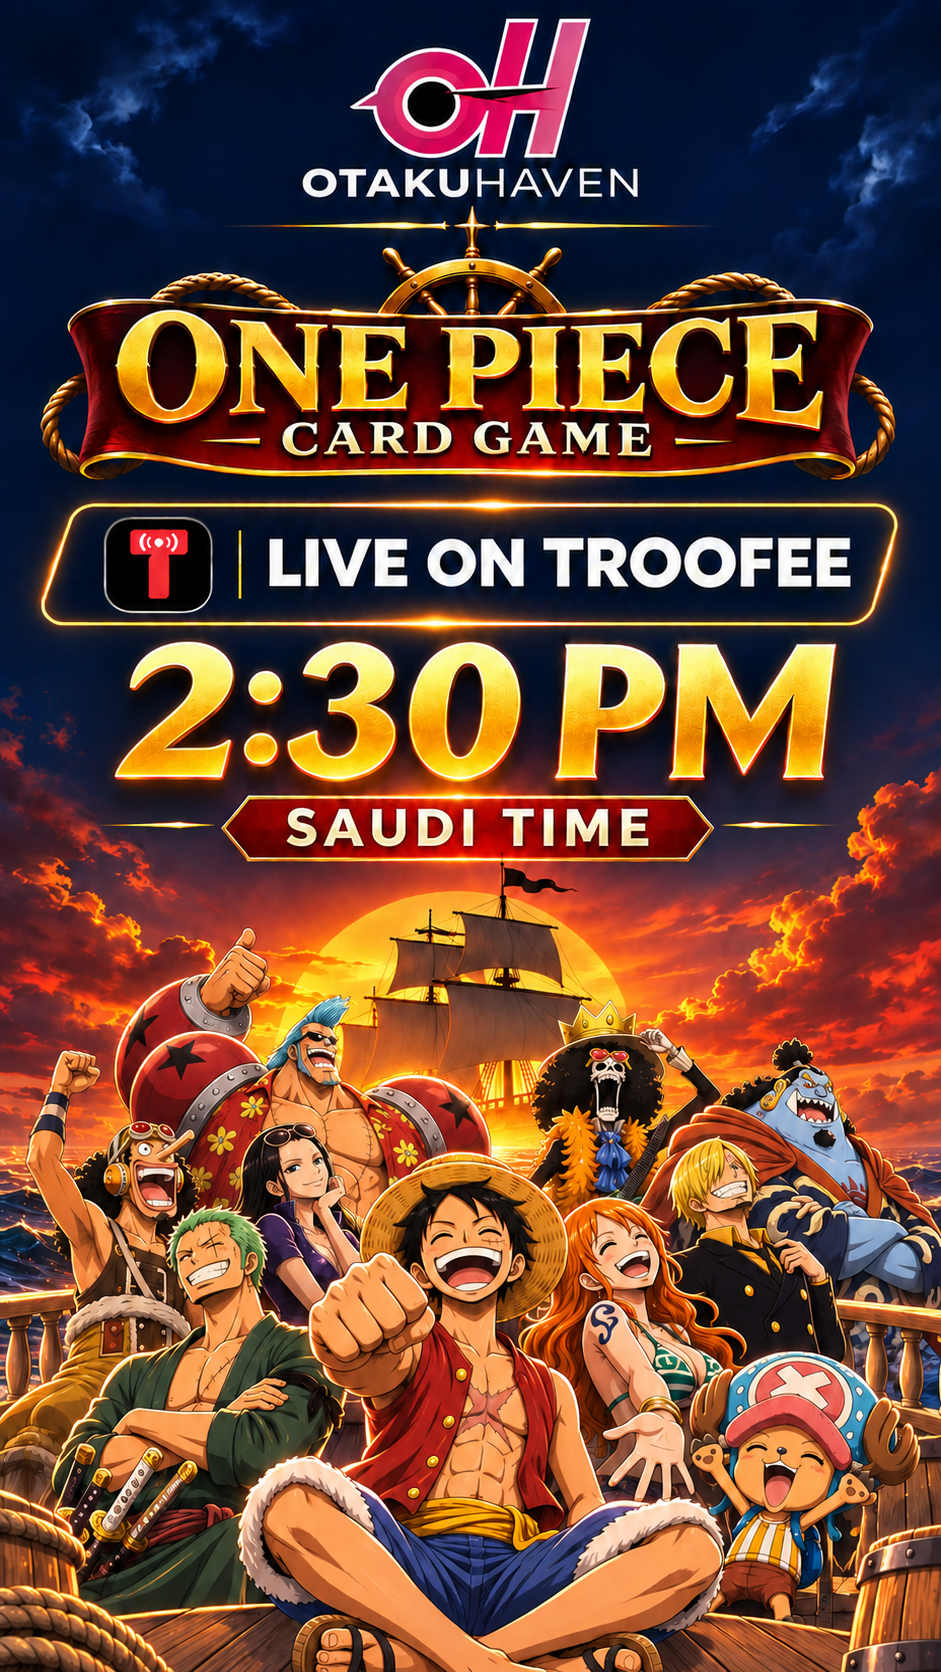 OH
OTAKUHAVEN
ONE PIECE
CARD GAME
T
LIVE ON TROOFEE
2:30 PM
SAUDI TIME